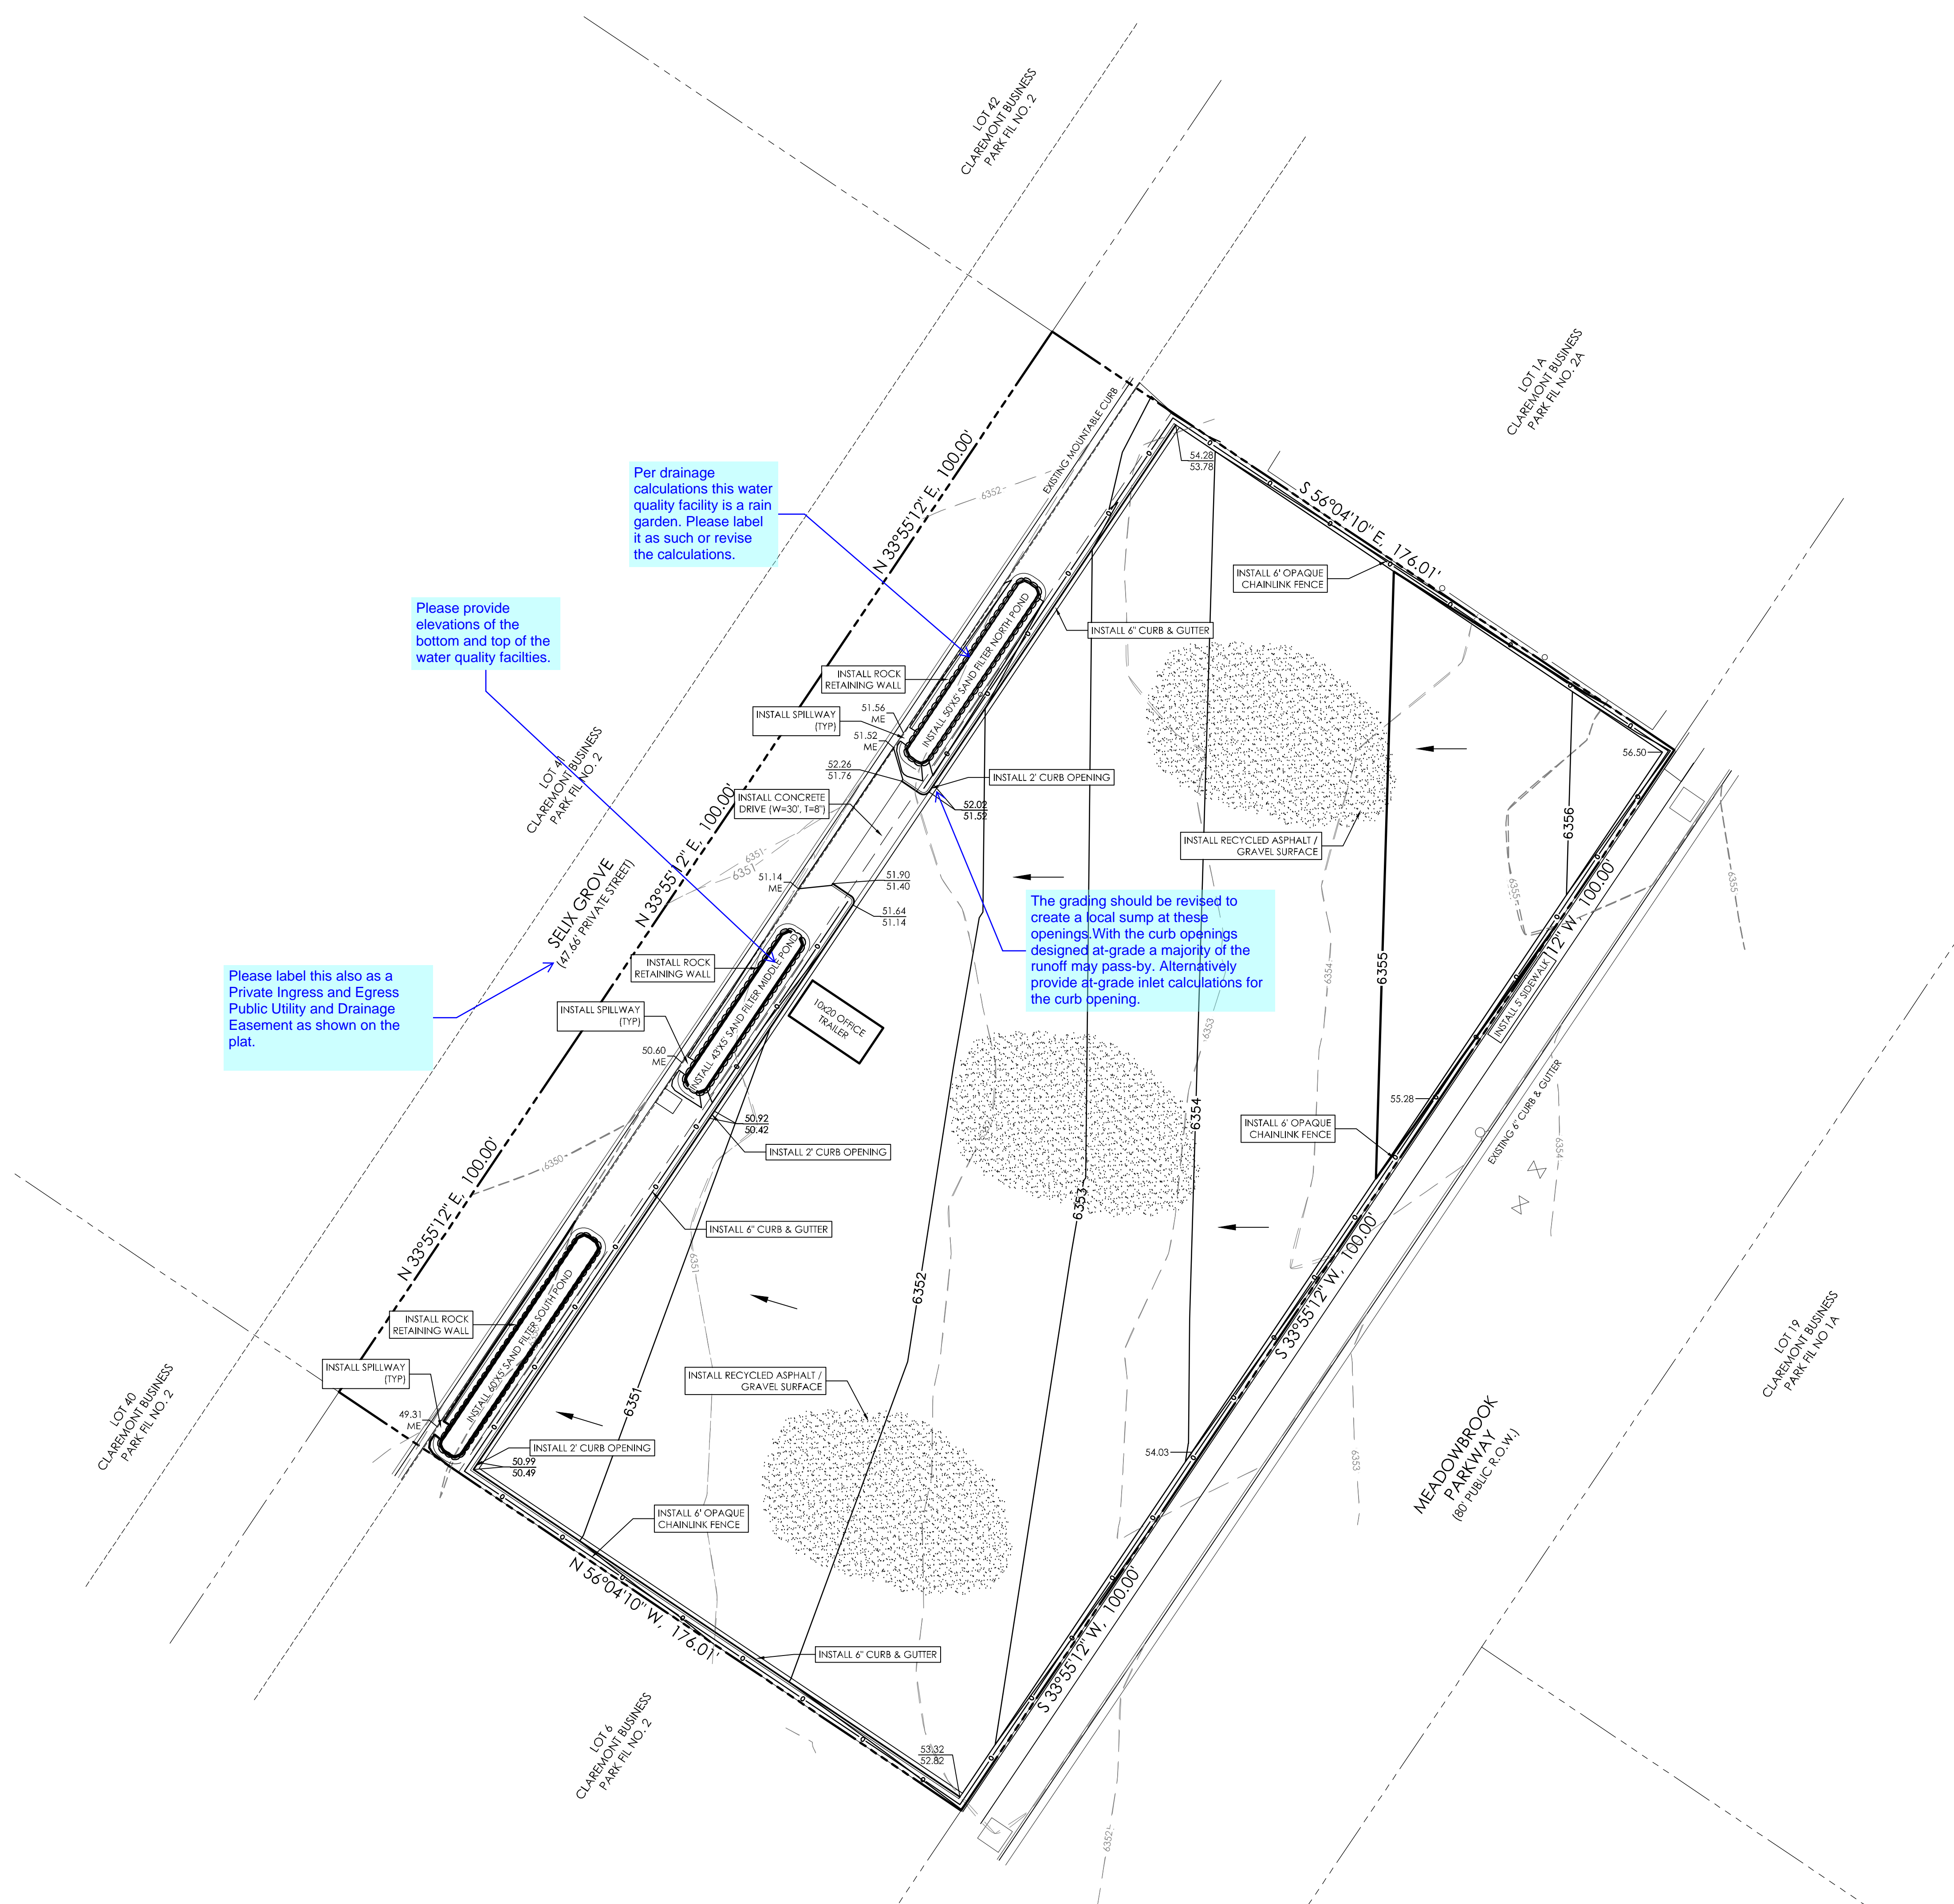 LOT 42
CLAREMONT BUSINESS
PARK FIL NO. 2
LOT 1A
CLAREMONT BUSINESS
PARK FIL NO. 2A
EXISTING MOUNTABLE CURB
N 33°55'12" E, 100.00'
54.28
53.78
6352
S 56°04'10" E, 176.01'
Per drainage
calculations this water
quality facility is a rain
garden. Please label
it as such or revise
the calculations.
INSTALL 6' OPAQUE
CHAINLINK FENCE
Please provide
elevations of the
bottom and top of the
water quality facilties.
INSTALL 50'X5' SAND FILTER NORTH POND
INSTALL 6" CURB & GUTTER
INSTALL ROCK
RETAINING WALL
INSTALL SPILLWAY
(TYP)
51.56
ME
51.52
ME
52.26
51.76
56.50
INSTALL 2' CURB OPENING
52.02
51.52
INSTALL CONCRETE
DRIVE (W=30', T=8")
LOT 41
CLAREMONT BUSINESS
PARK FIL NO. 2
6356
INSTALL RECYCLED ASPHALT /
GRAVEL SURFACE
6351
6351
51.14
ME
51.90
51.40
51.64
51.14
N 33°55'12" E, 100.00'
SELIX GROVE
(47.66' PRIVATE STREET)
6355
6355
The grading should be revised to
create a local sump at these
openings.With the curb openings
designed at-grade a majority of the
runoff may pass-by. Alternatively
provide at-grade inlet calculations for
the curb opening.
6355
6354
12" W, 100.00'
INSTALL 5' SIDEWALK
Please label this also as a
Private Ingress and Egress
Public Utility and Drainage
Easement as shown on the
plat.
INSTALL ROCK
RETAINING WALL
INSTALL 43'X5' SAND FILTER MIDDLE POND
10x20 OFFICE
TRAILER
INSTALL SPILLWAY
(TYP)
50.60
ME
6353
6354
55.28
50.92
50.42
INSTALL 6' OPAQUE
CHAINLINK FENCE
EXISTING 6" CURB & GUTTER
6354
INSTALL 2' CURB OPENING
6350
N 33°55'12" E, 100.00'
6353
INSTALL 6" CURB & GUTTER
6351
6352
S 33°55'12" W, 100.00'
INSTALL ROCK
RETAINING WALL
INSTALL 60'X5' SAND FILTER SOUTH POND
INSTALL SPILLWAY
(TYP)
INSTALL RECYCLED ASPHALT /
GRAVEL SURFACE
6351
LOT 19
CLAREMONT BUSINESS
PARK FIL NO 1A
LOT 40
CLAREMONT BUSINESS
PARK FIL NO. 2
49.31
ME
INSTALL 2' CURB OPENING
50.99
50.49
54.03
6353
MEADOWBROOK
PARKWAY
(80' PUBLIC R.O.W.)
INSTALL 6' OPAQUE
CHAINLINK FENCE
N 56°04'10" W, 176.01'
S 33°55'12" W, 100.00'
INSTALL 6" CURB & GUTTER
LOT 6
CLAREMONT BUSINESS
PARK FIL NO. 2
53.32
52.82
6352